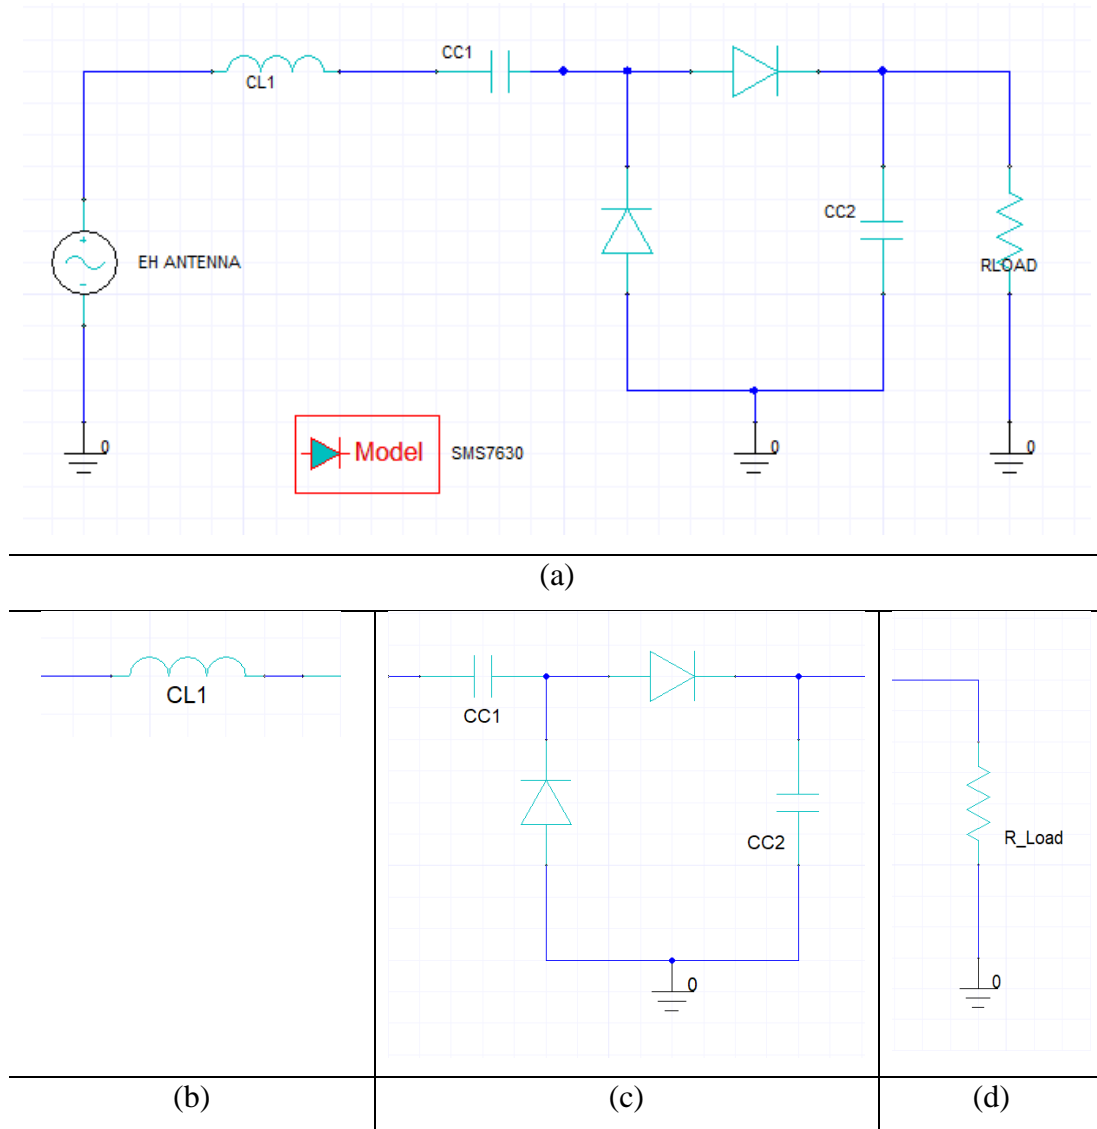 CC1
CL1
EH ANTENNA
CC2
RLOAD
0
Model
SMS7630
0
0
(a)
CL1
CC1
CC2
0
R_Load
0
(b)
(c)
(d)